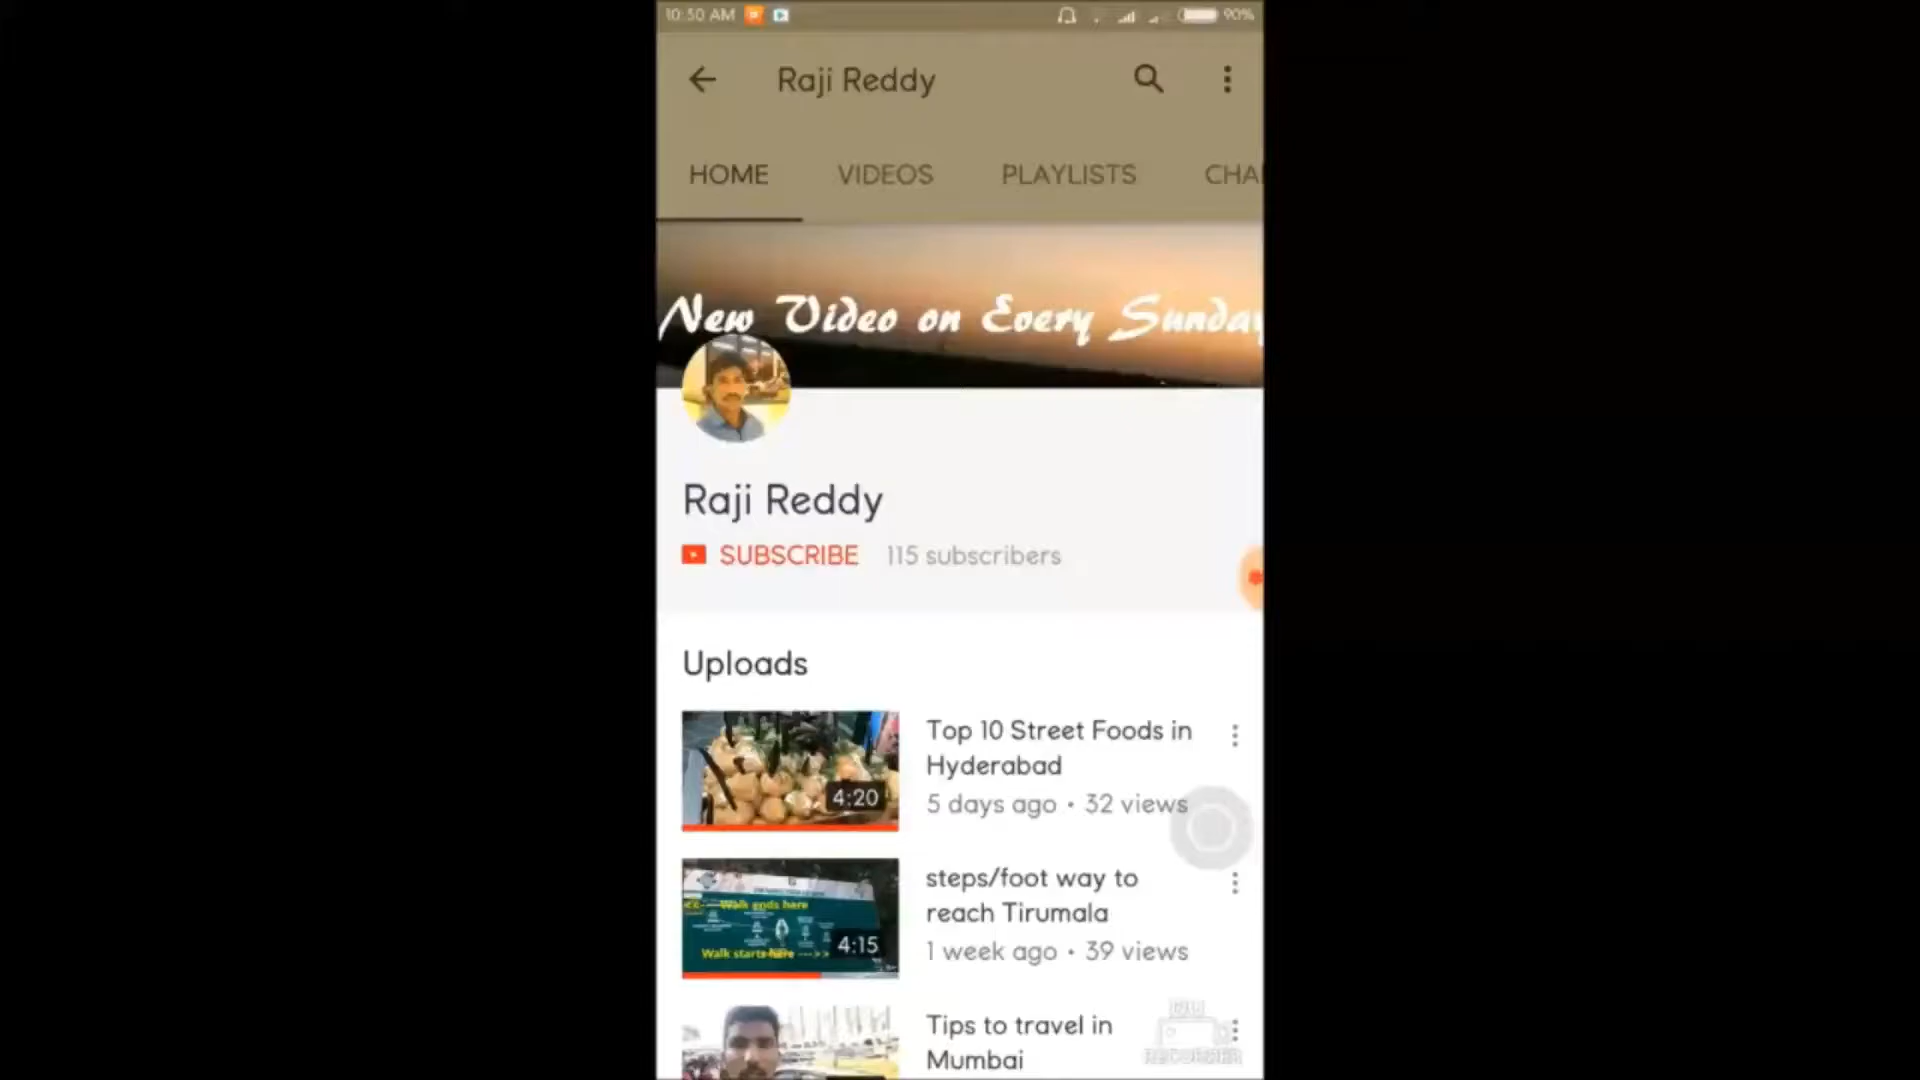 10:50 AM
90%
Raji Reddy
HOME VIDEOS PLAYLISTS CHA
New Video on Every Sunday
Raji Reddy
SUBSCRIBE 115 subscribers
Uploads
4:20
Top 10 Street Foods in
Hyderabad
5 days ago • 32 views
<<---Walk ends here
Walk starts here --->>
4:15
steps/foot way to
reach Tirumala
1 week ago • 39 views
Tips to travel in
Mumbai
RECORDER